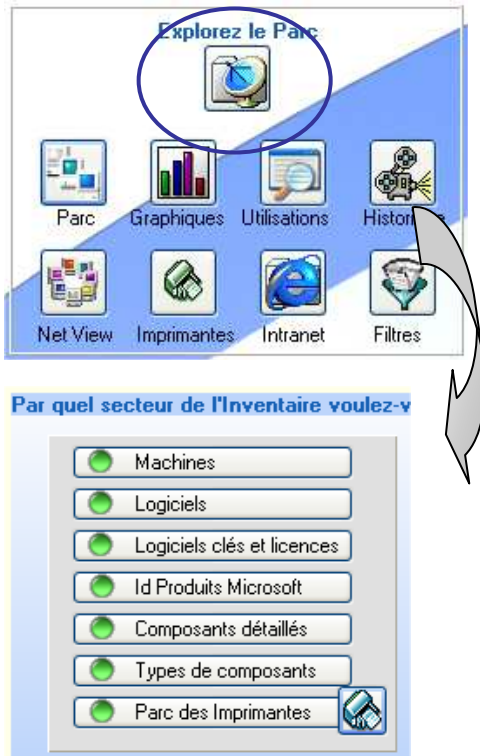 Explorez le Parc
Parc Graphiques Utilisations
Net View Imprimantes Intranet Filtres
Par quel secteur de l'Inventaire voulez-v
Machines
Logiciels
Logiciels clés et licences
Id Produits Microsoft
Composants détaillés
Types de composants
Parc des Imprimantes